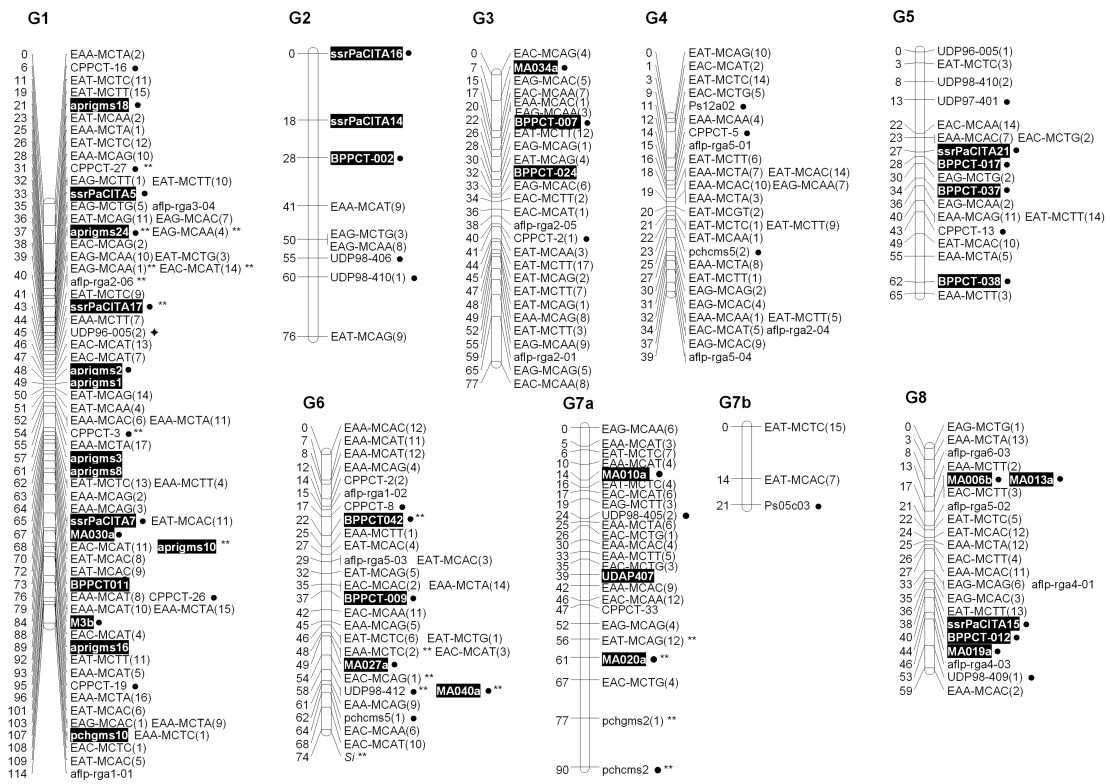 G1
0 EAA-MCTA(2)
6 CPPCT-16 ●
11 EAT-MCTC(11)
19 EAT-MCTT(15)
21 aprigms18 ●
23 EAT-MCAA(2)
25 EAA-MCTA(1)
26 EAT-MCTC(12)
28 EAA-MCAG(10)
31 CPPCT-27 ● **
32 EAG-MCTT(1) EAT-MCTT(10)
33 ssrPaCITA5 ●
35 EAG-MCTG(5) aflp-rga3-04
36 EAT-MCAG(11) EAG-MCAC(7)
37 aprigms24 ● ** EAG-MCAA(4) **
38 EAC-MCAG(2)
39 EAA-MCAG(10) EAT-MCTG(3)
EAG-MCAA(1)** EAC-MCAT(14) **
40 aflp-rga2-06 **
41 EAT-MCTC(9)
43 ssrPaCITA17 ● **
44 EAA-MCTT(7)
45 UDP96-005(2) ✦
46 EAC-MCAT(13)
47 EAC-MCAT(7)
48 aprigms2 ●
49 aprigms1
50 EAT-MCAG(14)
51 EAT-MCAA(4)
52 EAA-MCAC(6) EAA-MCTA(11)
54 CPPCT-3 ● **
55 EAA-MCTA(17)
57 aprigms3
61 aprigms8
62 EAT-MCTC(13) EAA-MCTT(4)
63 EAA-MCAG(2)
64 EAA-MCAG(3)
65 ssrPaCITA7 ● EAT-MCAC(11)
67 MA030a ●
68 EAC-MCAT(11) aprigms10 **
70 EAT-MCAC(8)
72 EAT-MCAC(9)
73 BPPCT011
76 EAA-MCAT(8) CPPCT-26 ●
79 EAA-MCAT(10) EAA-MCTA(15)
84 M3b ●
88 EAC-MCAT(4)
89 aprigms16
92 EAT-MCTT(11)
93 EAA-MCAT(5)
95 CPPCT-19 ●
96 EAA-MCTA(16)
101 EAT-MCAC(6)
103 EAG-MCAC(1) EAA-MCTA(9)
107 pchgms10 EAA-MCTC(1)
108 EAC-MCTC(1)
109 EAT-MCAC(5)
114 aflp-rga1-01
G2
0 ssrPaCITA16 ●
18 ssrPaCITA14
28 BPPCT-002 ●
41 EAA-MCAT(9)
50 EAG-MCTG(3)
EAG-MCAA(8)
55 UDP98-406 ●
60 UDP98-410(1) ●
76 EAT-MCAG(9)
G3
0 EAC-MCAG(4)
7 MA034a ●
15 EAG-MCAC(5)
17 EAC-MCAA(7)
20 EAA-MCAC(1)
EAG-MCAA(3)
22 BPPCT-007 ●
26 EAT-MCTT(12)
28 EAG-MCAG(1)
30 EAT-MCAG(4)
32 BPPCT-024
33 EAG-MCAC(6)
34 EAC-MCTT(2)
36 EAC-MCAT(1)
38 aflp-rga2-05
40 CPPCT-2(1) ●
41 EAT-MCAA(3)
44 EAT-MCTT(17)
45 EAG-MCAG(2)
47 EAT-MCTT(7)
48 EAT-MCAG(1)
49 EAA-MCAG(8)
52 EAT-MCTT(3)
55 EAA-MCAG(9)
59 aflp-rga2-01
65 EAG-MCAG(5)
77 EAC-MCAA(8)
G4
0 EAT-MCAG(10)
1 EAC-MCAT(2)
3 EAT-MCTC(14)
9 EAC-MCTG(5)
11 Ps12a02 ●
12 EAA-MCAA(4)
14 CPPCT-5 ●
15 aflp-rga5-01
16 EAT-MCTT(6)
18 EAA-MCTA(7) EAT-MCAC(14)
19 EAA-MCAC(10) EAG-MCAA(7)
EAA-MCTA(3)
20 EAT-MCGT(2)
21 EAT-MCTC(1) EAT-MCTT(9)
22 EAT-MCAA(1)
23 pchcms5(2) ●
25 EAA-MCTA(8)
27 EAT-MCTT(1)
30 EAG-MCAG(2)
31 EAG-MCAC(4)
32 EAA-MCAA(1) EAT-MCTT(5)
34 EAT-MCAC(5) aflp-rga2-04
37 EAG-MCAC(9)
39 aflp-rga5-04
G5
0 UDP96-005(1)
3 EAT-MCTC(3)
8 UDP98-410(2)
13 UDP97-401 ●
22 EAC-MCAA(14)
23 EAA-MCAC(7) EAC-MCTG(2)
27 ssrPaCITA21 ●
28 BPPCT-017 ●
30 EAG-MCTG(2)
34 BPPCT-037 ●
36 EAG-MCAA(2)
40 EAA-MCAG(11) EAT-MCTT(14)
43 CPPCT-13 ●
49 EAT-MCAC(10)
55 EAA-MCTA(5)
62 BPPCT-038 ●
65 EAA-MCTT(3)
G6
0 EAA-MCAC(12)
7 EAA-MCAT(11)
8 EAA-MCAT(12)
12 EAA-MCAG(4)
14 CPPCT-2(2)
15 aflp-rga1-02
17 CPPCT-8 ●
22 BPPCT042 ● **
25 EAA-MCTT(1)
27 EAT-MCAC(4)
29 aflp-rga5-03 EAT-MCAC(3)
32 EAT-MCAG(5)
35 EAC-MCAC(2) EAA-MCTA(14)
37 BPPCT-009 ●
42 EAC-MCAA(11)
45 EAA-MCAG(5)
46 EAT-MCTC(6) EAT-MCTG(1)
48 EAA-MCTC(2) ** EAC-MCAT(3)
49 MA027a ●
54 EAC-MCAG(1) **
58 UDP98-412 ● ** MA040a ● **
61 EAA-MCAG(9)
62 pchcms5(1) ●
64 EAC-MCAA(6)
68 EAC-MCAT(10)
74 Si **
G7a
0 EAG-MCAA(6)
5 EAA-MCAT(3)
6 EAT-MCTC(7)
10 EAA-MCAT(4)
14 MA010a ●
16 EAT-MCTC(4)
17 EAC-MCAT(6)
19 EAG-MCTT(3)
24 UDP98-405(2) ●
25 EAA-MCTA(6)
26 EAC-MCTG(1)
30 EAA-MCAC(4)
33 EAA-MCTT(5)
35 EAC-MCTG(3)
39 UDAP407
42 EAA-MCAC(9)
46 EAC-MCAA(12)
47 CPPCT-33
52 EAG-MCAG(4)
56 EAT-MCAG(12) **
61 MA020a ● **
67 EAC-MCTG(4)
77 pchgms2(1) **
90 pchcms2 ● **
G7b
0 EAT-MCTC(15)
14 EAT-MCAC(7)
21 Ps05c03 ●
G8
0 EAG-MCTG(1)
3 EAA-MCTA(13)
8 aflp-rga6-03
13 EAA-MCTT(2)
17 MA006b ● MA013a ●
EAC-MCTT(3)
21 aflp-rga5-02
22 EAT-MCTC(5)
24 EAT-MCAC(12)
25 EAA-MCTA(12)
26 EAC-MCTT(4)
27 EAA-MCAC(11)
33 EAG-MCAG(6) aflp-rga4-01
35 EAG-MCAC(3)
36 EAT-MCTT(13)
38 ssrPaCITA15 ●
40 BPPCT-012 ●
44 MA019a ●
46 aflp-rga4-03
53 UDP98-409(1) ●
59 EAA-MCAC(2)